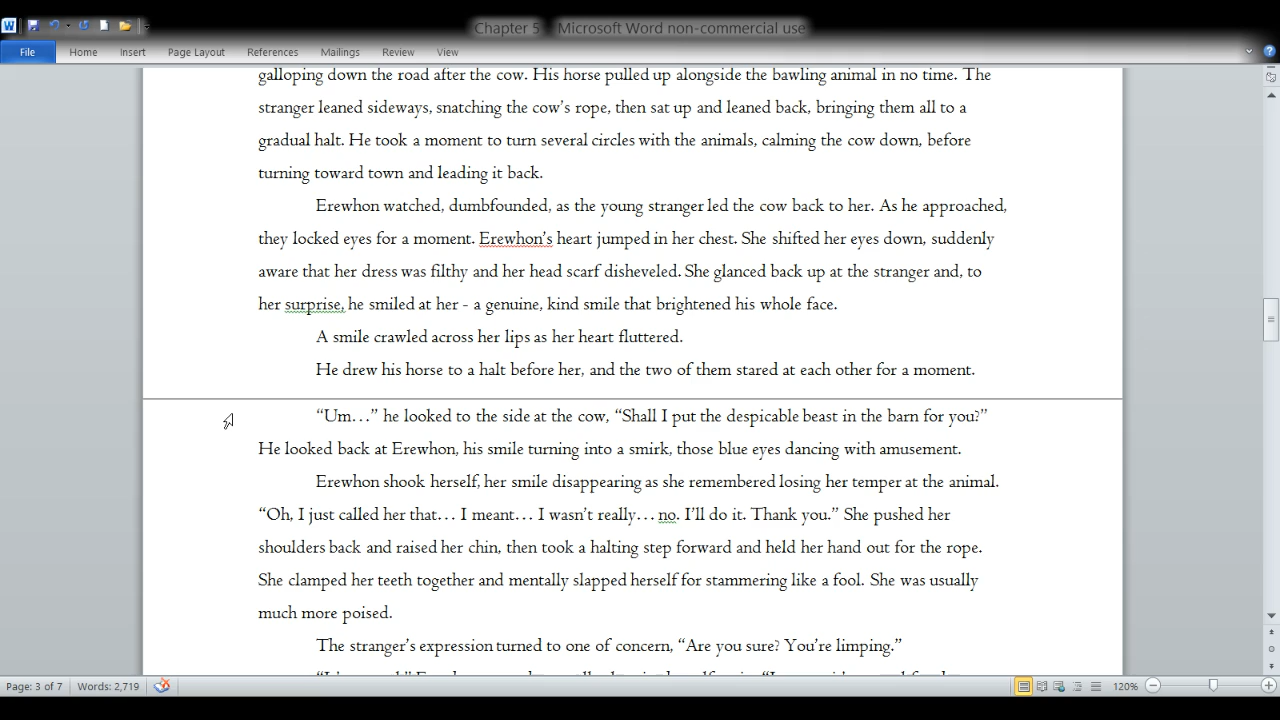 Chapter 5 - Microsoft Word non-commercial use
File Home Insert Page Layout References Mailings Review View
galloping down the road after the cow. His horse pulled up alongside the bawling animal in no time. The
stranger leaned sideways, snatching the cow's rope, then sat up and leaned back, bringing them all to a
gradual halt. He took a moment to turn several circles with the animals, calming the cow down, before
turning toward town and leading it back.
Erewhon watched, dumbfounded, as the young stranger led the cow back to her. As he approached,
they locked eyes for a moment. Erewhon's heart jumped in her chest. She shifted her eyes down, suddenly
aware that her dress was filthy and her head scarf disheveled. She glanced back up at the stranger and, to
her surprise, he smiled at her - a genuine, kind smile that brightened his whole face.
A smile crawled across her lips as her heart fluttered.
He drew his horse to a halt before her, and the two of them stared at each other for a moment.
“Um…” he looked to the side at the cow, “Shall I put the despicable beast in the barn for you?”
He looked back at Erewhon, his smile turning into a smirk, those blue eyes dancing with amusement.
Erewhon shook herself, her smile disappearing as she remembered losing her temper at the animal.
“Oh, I just called her that… I meant… I wasn't really… no. I'll do it. Thank you.” She pushed her
shoulders back and raised her chin, then took a halting step forward and held her hand out for the rope.
She clamped her teeth together and mentally slapped herself for stammering like a fool. She was usually
much more poised.
The stranger's expression turned to one of concern, “Are you sure? You're limping.”
Page: 3 of 7 Words: 2,719 120%